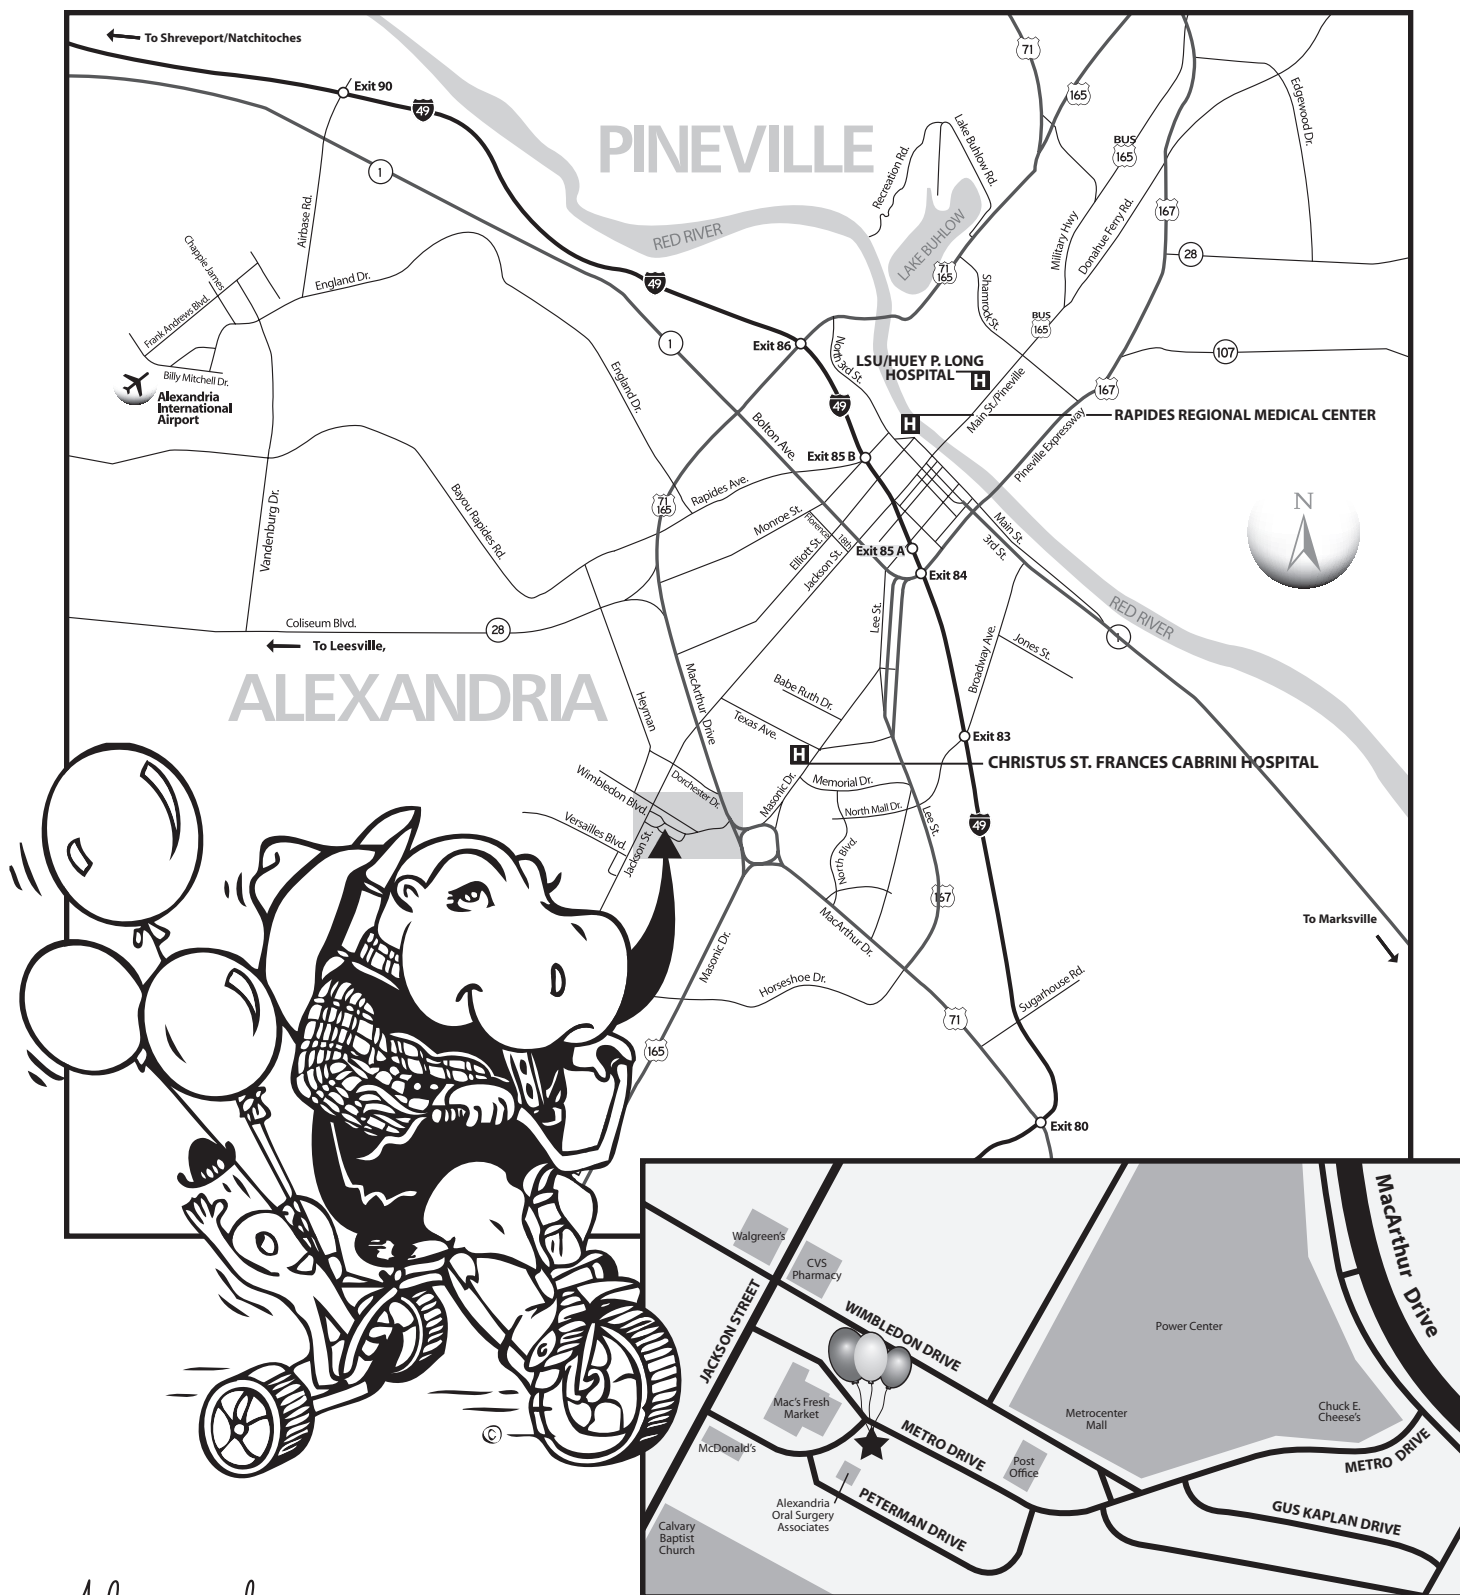 To Shreveport/Natchitoches
Exit 90
49
1
71
165
PINEVILLE
Recreation Rd.
Lake Buhlow Rd.
BUS
165
Edgewood Dr.
Airbase Rd.
RED RIVER
LAKE BUHLOW
71
165
Military Hwy
Donahue Ferry Rd.
167
28
Chapple James
Frank Andrews Blvd.
England Dr.
49
Shamrock St.
BUS
165
1
Exit 86
North 3rd St.
LSU/HUEY P. LONG
HOSPITAL
H
107
Billy Mitchell Dr.
Alexandria
International
Airport
England Dr.
49
Bolton Ave.
Main St./Pineville
167
H
RAPIDES REGIONAL MEDICAL CENTER
Pineville Expressway
Exit 85 B
Rapides Ave.
71
165
Bayou Rapides Rd.
Vandenburg Dr.
Monroe St.
Florence
18th
Elliott St.
Jackson St.
Exit 85 A
Exit 84
Main St.
3rd St.
N
RED RIVER
1
Coliseum Blvd.
28
To Leesville,
Lee St.
Broadway Ave.
Jones St.
ALEXANDRIA
Heyman
MacArthur Drive
Babe Ruth Dr.
Texas Ave.
Exit 83
H
CHRISTUS ST. FRANCES CABRINI HOSPITAL
Wimbledon Blvd.
Dorchester Dr.
Masonic Dr.
Memorial Dr.
North Mall Dr.
Versailles Blvd.
Jackson St.
North Blvd.
Lee St.
49
167
MacArthur Dr.
Masonic Dr.
Horseshoe Dr.
To Marksville
Sugarhouse Rd.
71
165
Exit 80
MacArthur Drive
Walgreen's
CVS
Pharmacy
JACKSON STREET
WIMBLEDON DRIVE
Power Center
Mac's Fresh
Market
Metrocenter
Mall
Chuck E.
Cheese's
McDonald's
METRO DRIVE
Post
Office
METRO DRIVE
Alexandria
Oral Surgery
Associates
PETERMAN DRIVE
GUS KAPLAN DRIVE
Calvary
Baptist
Church
©